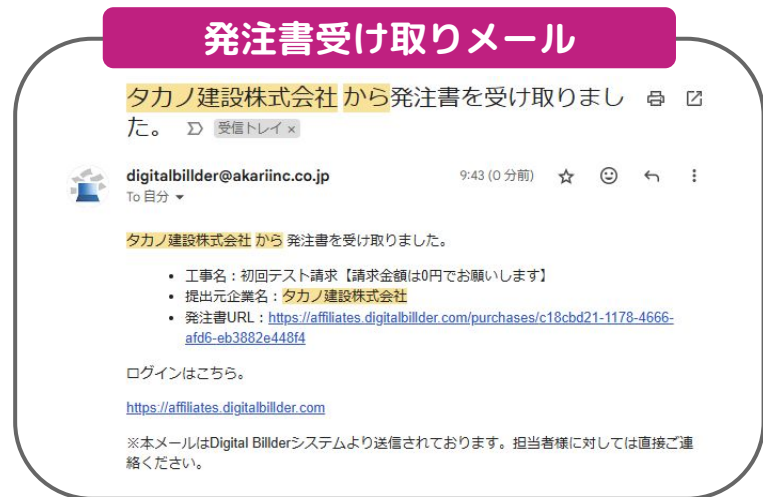 発注書受け取りメール
タカノ建設株式会社 から発注書を受け取りまし
た。 受信トレイ ×
digitalbillder@akariinc.co.jp 9:43 (0 分前)
To 自分
タカノ建設株式会社 から 発注書を受け取りました。
• 工事名：初回テスト請求【請求金額は0円でお願いします】
• 提出元企業名：タカノ建設株式会社
• 発注書URL：https://affiliates.digitalbillder.com/purchases/c18cbd21-1178-4666-
afd6-eb3882e448f4
ログインはこちら。
https://affiliates.digitalbillder.com
※本メールはDigital Billderシステムより送信されております。担当者様に対しては直接ご連
絡ください。